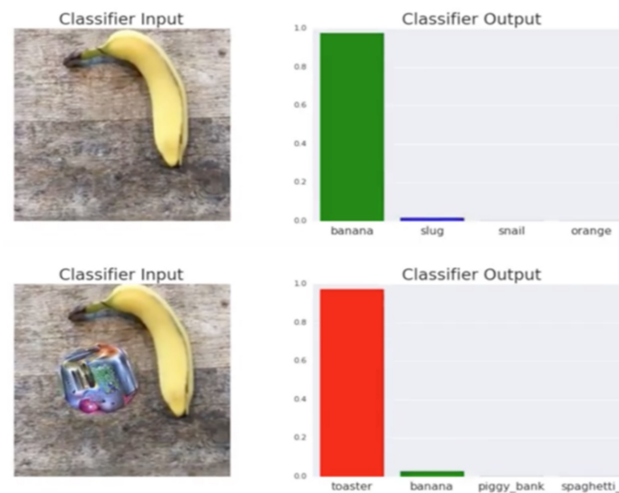 Classifier Input
Classifier Output
1.0
0.8
0.6
0.4
0.2
0.0
banana slug snail orange
Classifier Input
Classifier Output
1.0
0.8
0.6
0.4
0.2
0.0
toaster banana piggy_bank spaghetti_